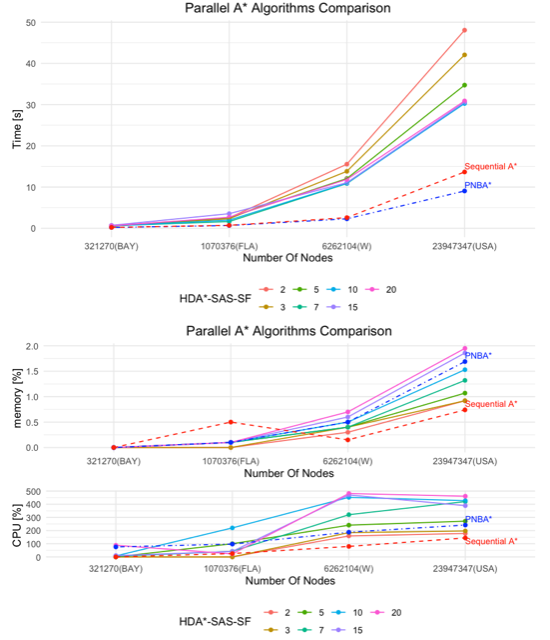 Parallel A* Algorithms Comparison
50
40
30
20
10
0
Time [s]
Sequential A*
PNBA*
321270(BAY) 1070376(FLA) 6262104(W) 23947347(USA)
Number Of Nodes
HDA*-SAS-SF
2 5 10 20
3 7 15
Parallel A* Algorithms Comparison
2.0
1.5
1.0
0.5
0.0
memory [%]
PNBA*
Sequential A*
321270(BAY) 1070376(FLA) 6262104(W) 23947347(USA)
Number Of Nodes
500
400
300
200
100
0
CPU [%]
PNBA*
Sequential A*
321270(BAY) 1070376(FLA) 6262104(W) 23947347(USA)
Number Of Nodes
HDA*-SAS-SF
2 5 10 20
3 7 15